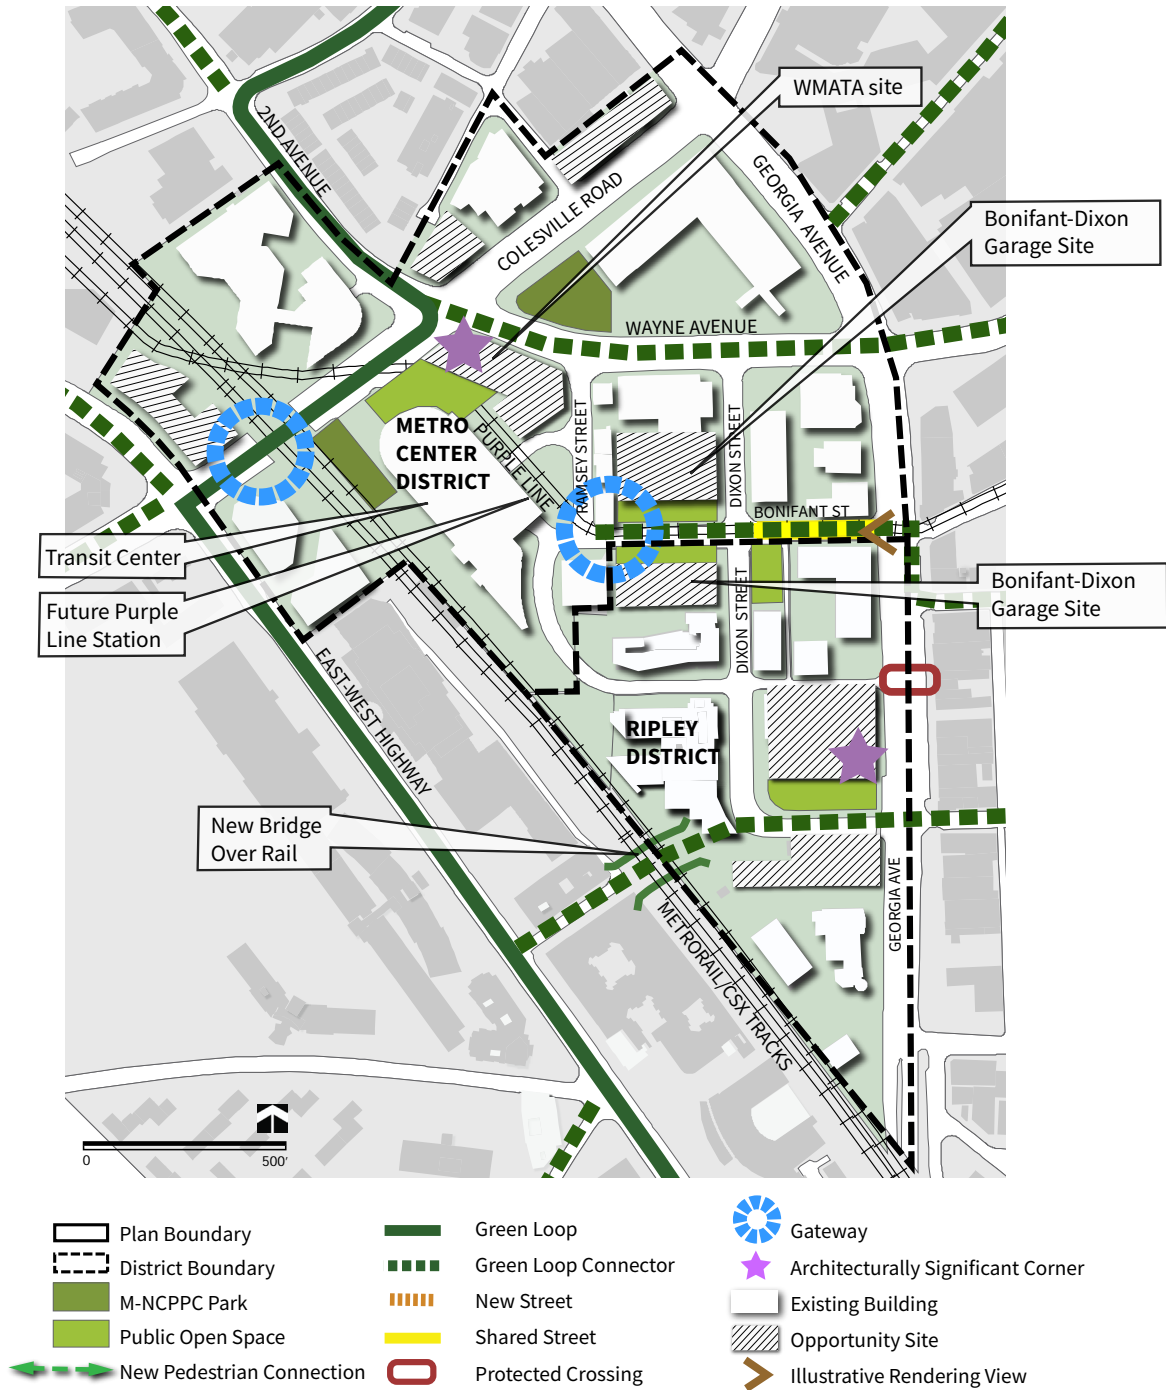 WMATA site
2ND AVENUE
COLESVILLE ROAD
GEORGIA AVENUE
Bonifant-Dixon
Garage Site
WAYNE AVENUE
METRO
CENTER
DISTRICT
PURPLE LINE
RAMSEY STREET
DIXON STREET
BONIFANT ST
Transit Center
Future Purple
Line Station
Bonifant-Dixon
Garage Site
DIXON STREET
EAST-WEST HIGHWAY
RIPLEY
DISTRICT
New Bridge
Over Rail
GEORGIA AVE
METRORAIL/CSX TRACKS
0
500'
Plan Boundary
District Boundary
M-NCPPC Park
Public Open Space
New Pedestrian Connection
Green Loop
Green Loop Connector
New Street
Shared Street
Protected Crossing
Gateway
Architecturally Significant Corner
Existing Building
Opportunity Site
Illustrative Rendering View